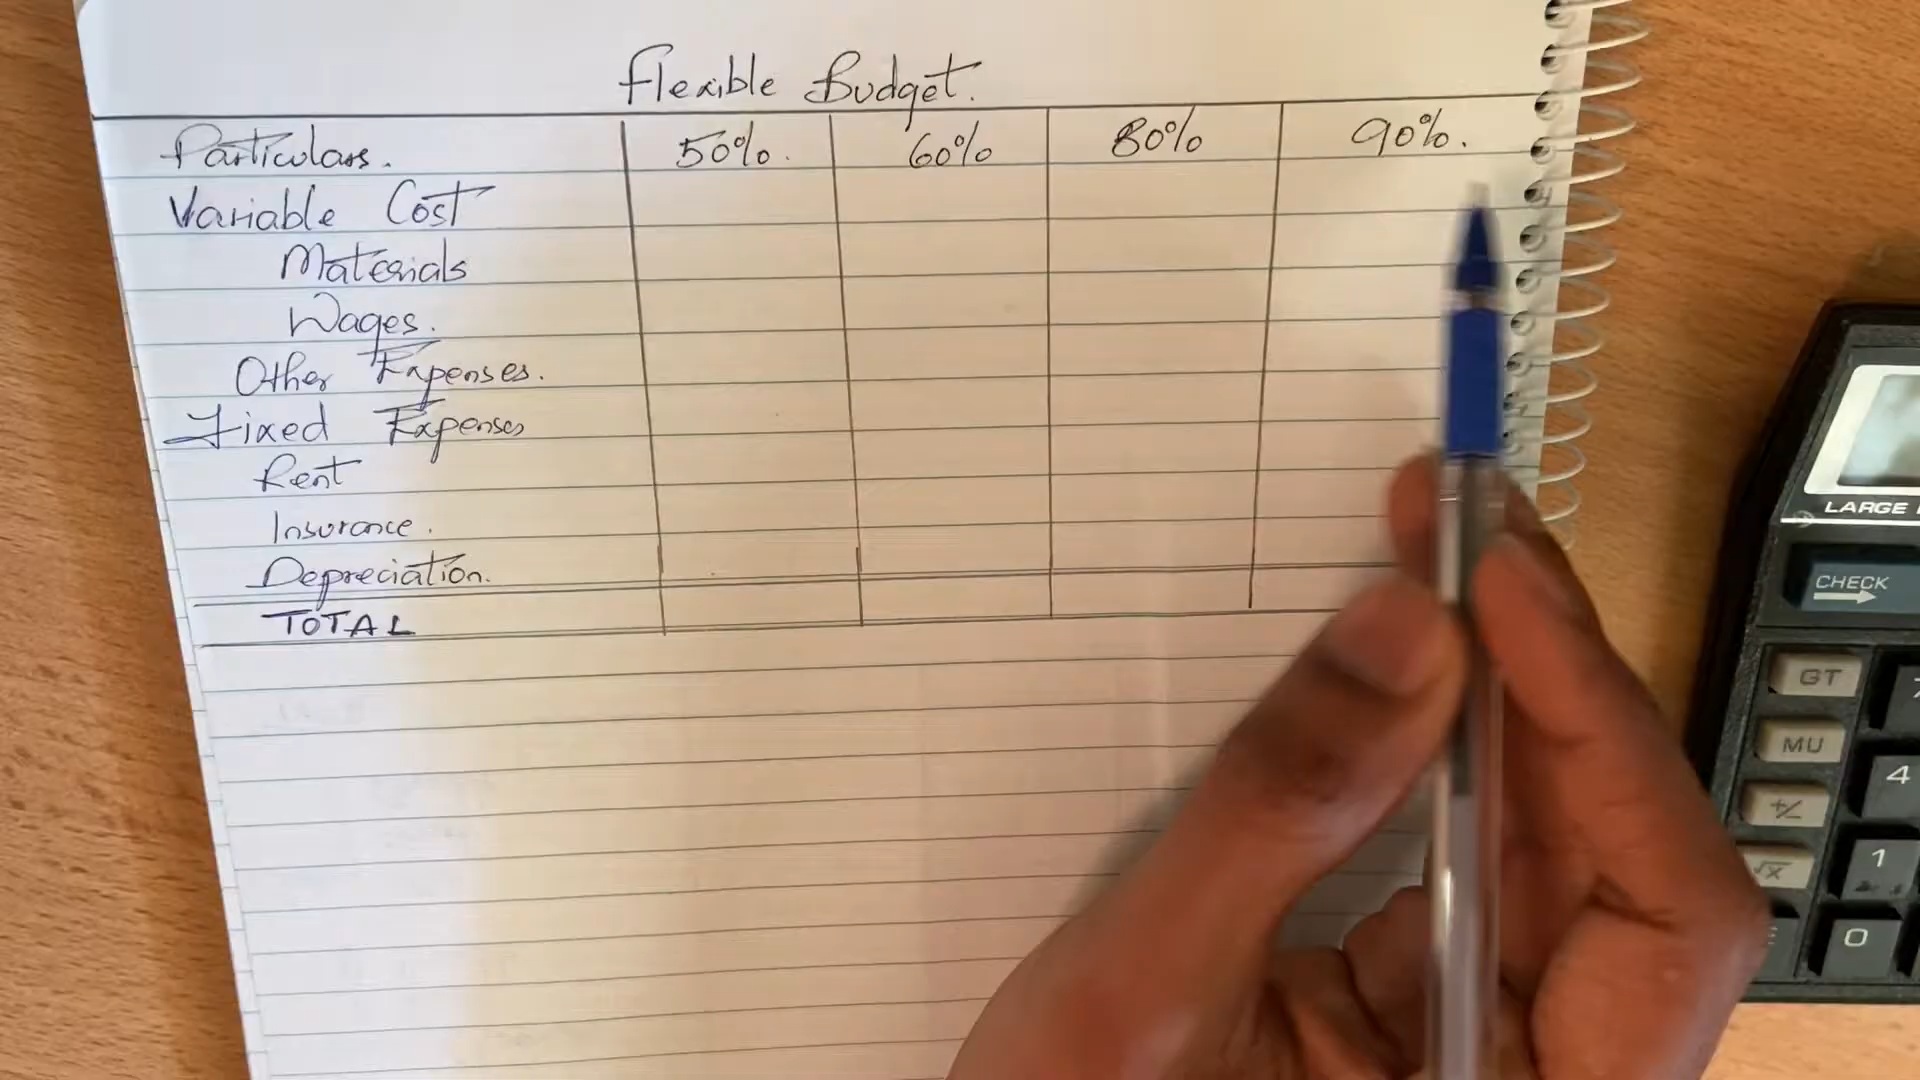 Flexible Budget.
Particulars. 50%. 60% 80% 90%.
Variable Cost
Materials
Wages.
Other Expenses.
Fixed Expenses
Rent
Insurance.
Depreciation.
TOTAL
LARGE
CHECK
GT
MU
4
+/-
1
√x
0